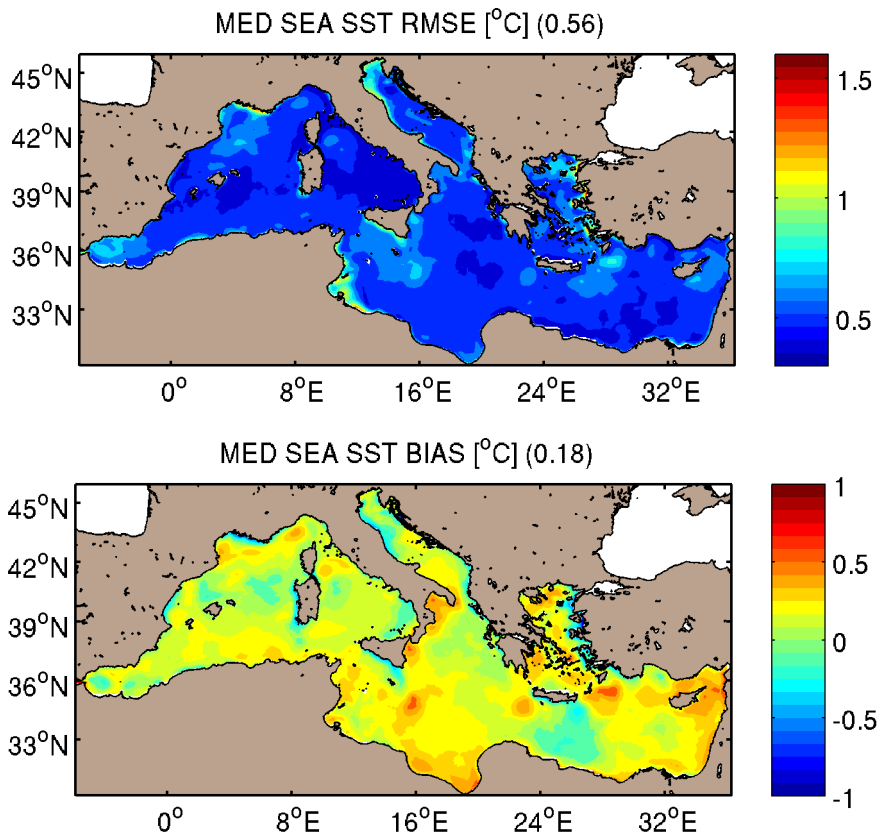 MED SEA SST RMSE [°C] (0.56)
45°N
42°N
39°N
36°N
33°N
0°
8°E
16°E
24°E
32°E
1.5
1
0.5
MED SEA SST BIAS [°C] (0.18)
45°N
42°N
39°N
36°N
33°N
0°
8°E
16°E
24°E
32°E
1
0.5
0
-0.5
-1